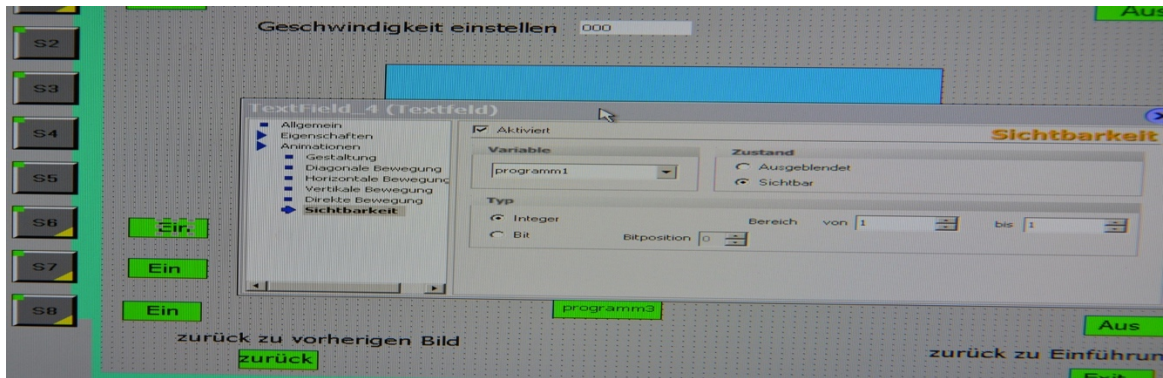 Aus
Geschwindigkeit einstellen 000
S2
S3
TextField_4 (Textfeld)
Allgemein
Eigenschaften
Animationen
Gestaltung
Diagonale Bewegung
Horizontale Bewegung
Vertikale Bewegung
Direkte Bewegung
Sichtbarkeit
Aktiviert
Sichtbarkeit
Variable
programm1
Zustand
Ausgeblendet
Sichtbar
Typ
Integer
Bit
Bitposition 0
Bereich von 1 bis 1
S4
S5
S6
Ein
S7
Ein
S8
Ein
programm3
Aus
zurück zu vorherigen Bild
zurück
zurück zu Einführun
Exit